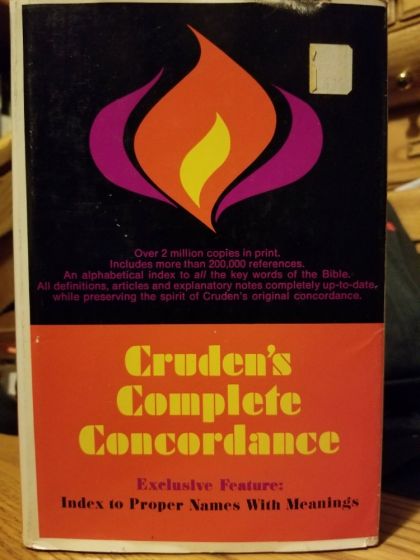 Over 2 million copies in print.
Includes more than 200,000 references.
An alphabetical index to all the key words of the Bible.
All definitions, articles and explanatory notes completely up-to-date,
while preserving the spirit of Cruden's original concordance.
Cruden's
Complete
Concordance
Exclusive Feature:
Index to Proper Names With Meanings